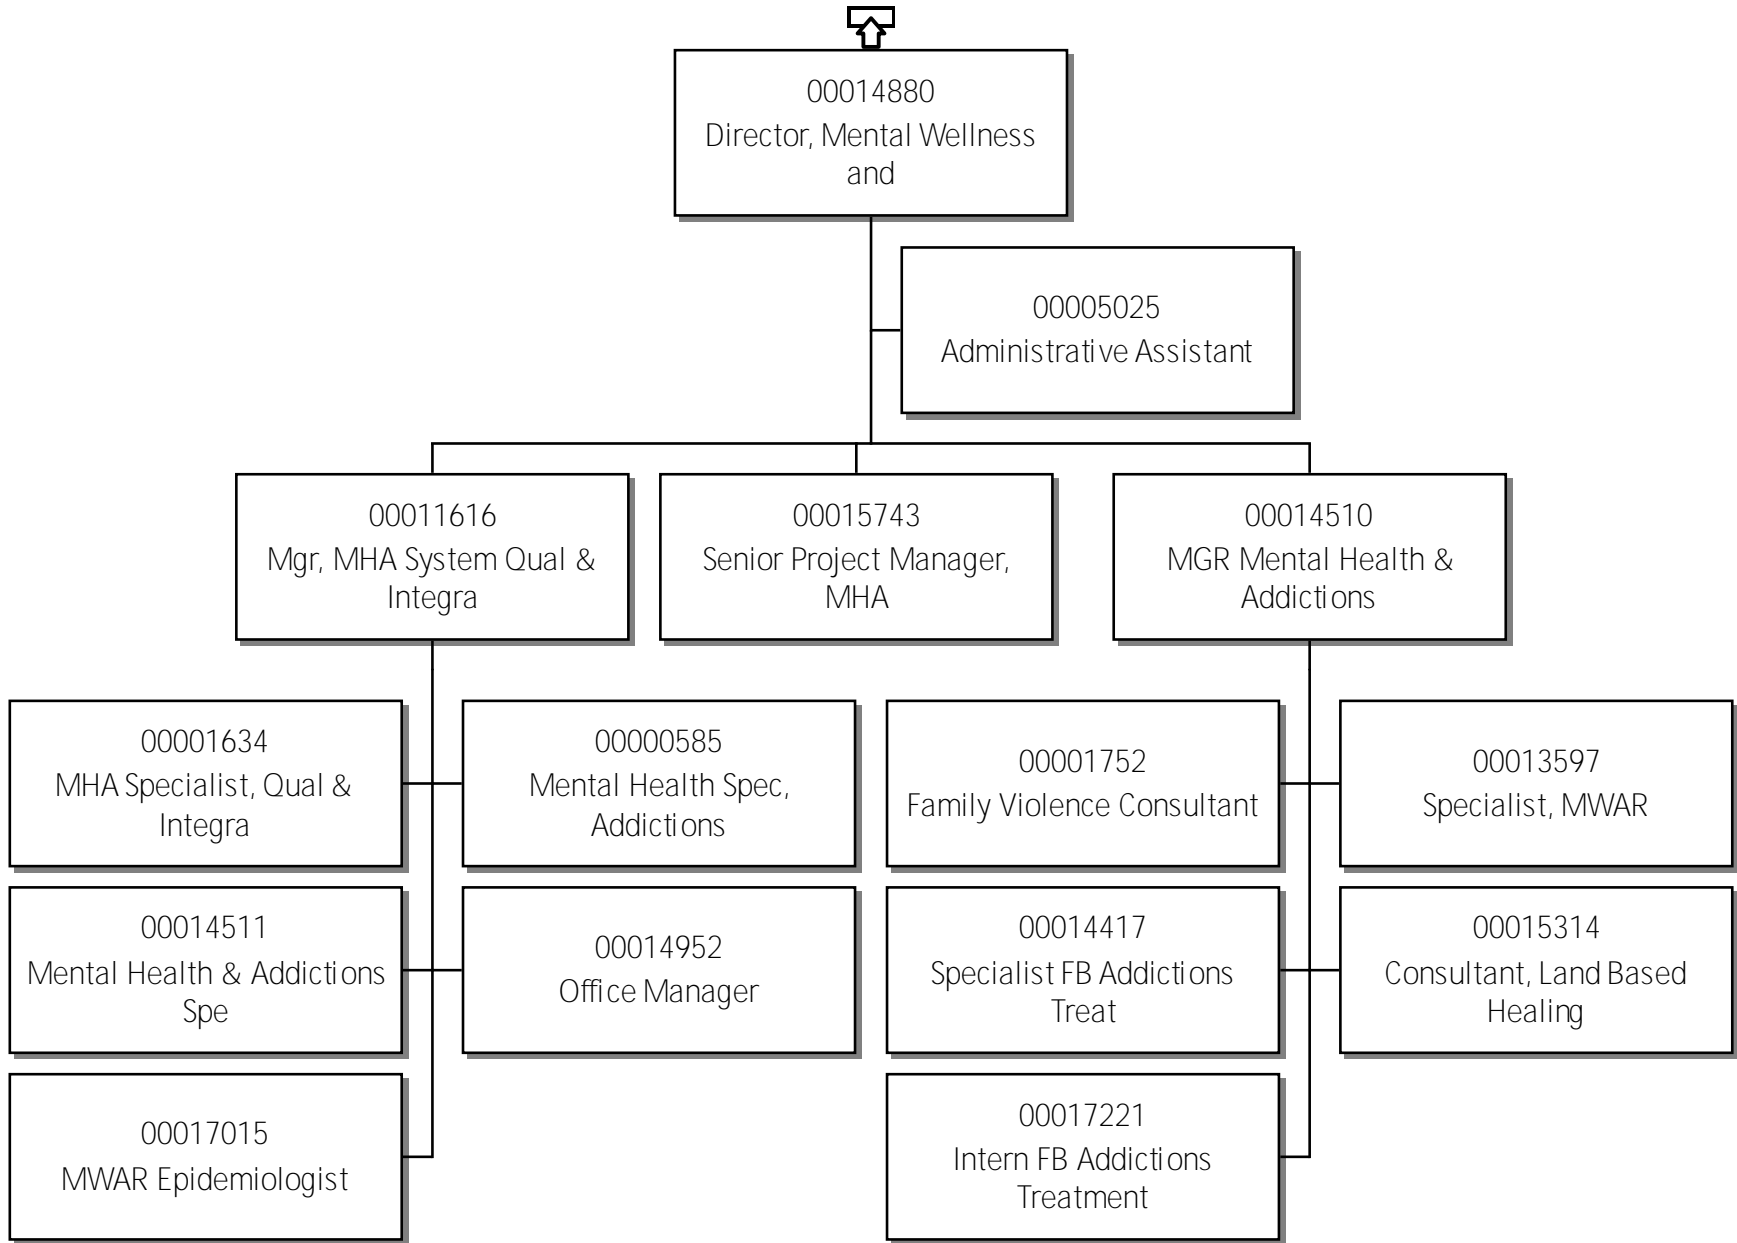 00014880
Director, Mental Wellness
and
00005025
Administrative Assistant
00011616
Mgr, MHA System Qual &
Integra
00015743
Senior Project Manager,
MHA
00014510
MGR Mental Health &
Addictions
00001634
MHA Specialist, Qual &
Integra
00000585
Mental Health Spec,
Addictions
00001752
Family Violence Consultant
00013597
Specialist, MWAR
00014511
Mental Health & Addictions
Spe
00014952
Office Manager
00014417
Specialist FB Addictions
Treat
00015314
Consultant, Land Based
Healing
00017015
MWAR Epidemiologist
00017221
Intern FB Addictions
Treatment